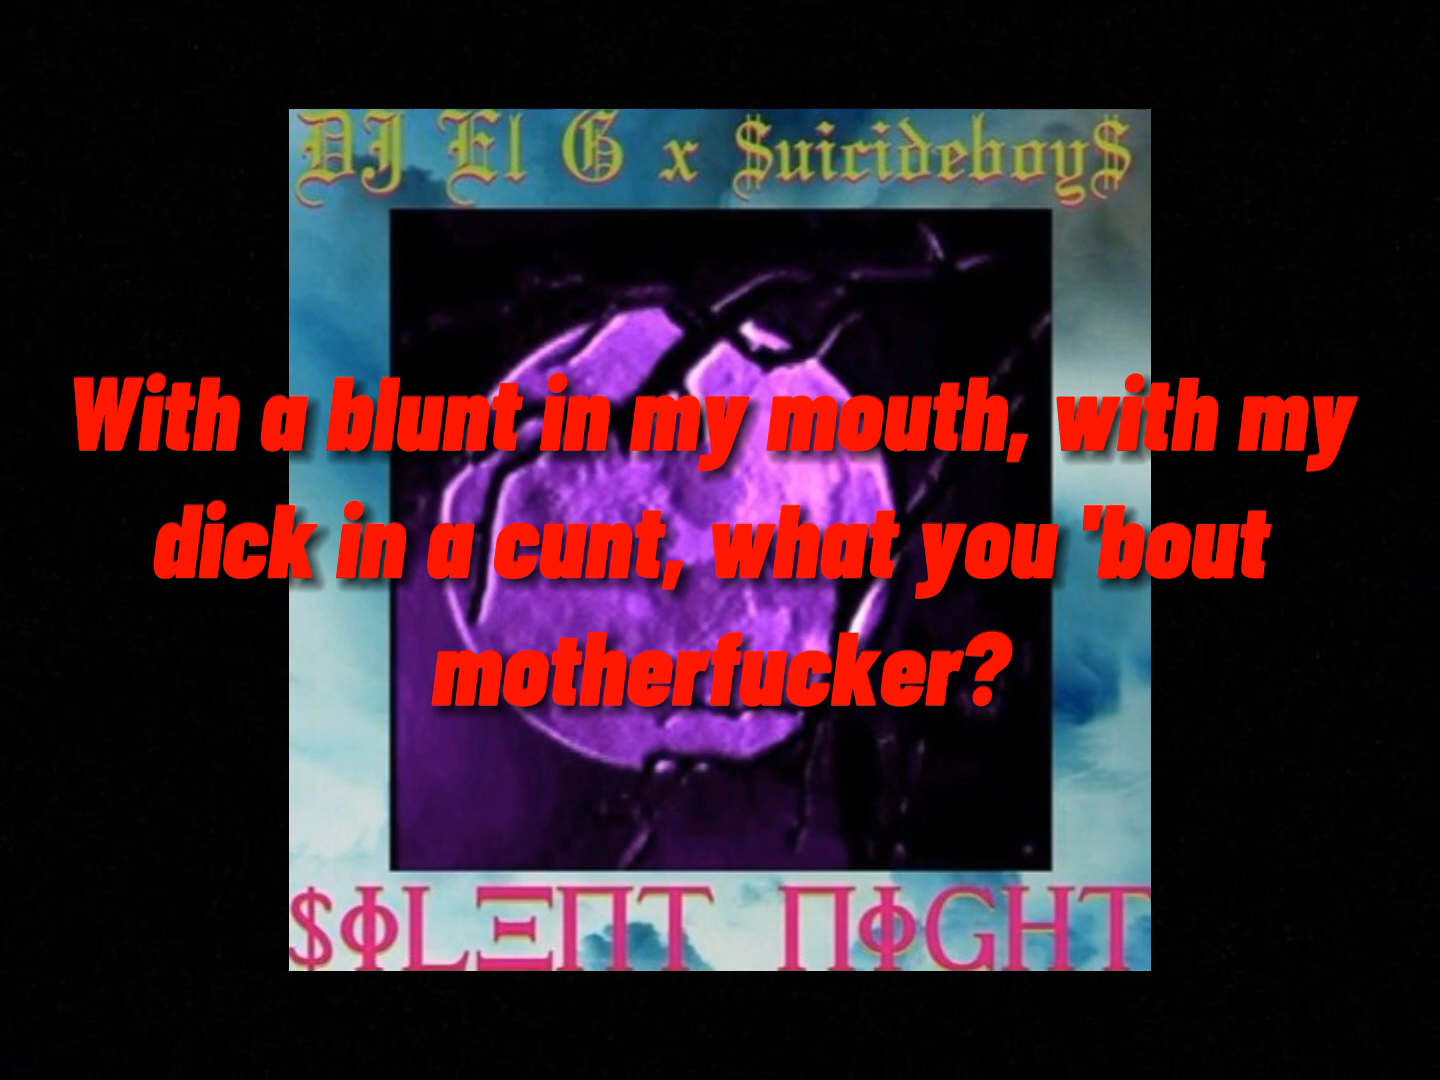 DJ El G x $uicideboy$
With a blunt in my mouth, with my
dick in a cunt, what you 'bout
motherfucker?
$ΦLΞΠT ΠΦGHT